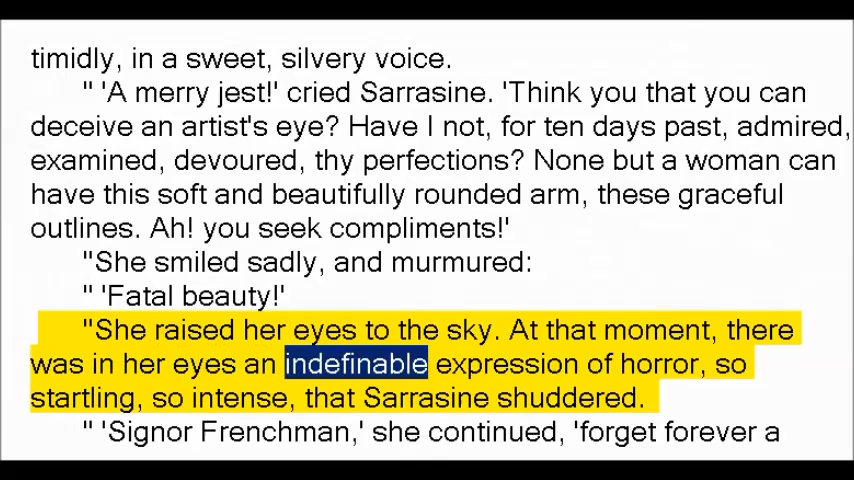 timidly, in a sweet, silvery voice.
" 'A merry jest!' cried Sarrasine. 'Think you that you can
deceive an artist's eye? Have I not, for ten days past, admired,
examined, devoured, thy perfections? None but a woman can
have this soft and beautifully rounded arm, these graceful
outlines. Ah! you seek compliments!'
"She smiled sadly, and murmured:
" 'Fatal beauty!'
"She raised her eyes to the sky. At that moment, there
was in her eyes an indefinable expression of horror, so
startling, so intense, that Sarrasine shuddered.
" 'Signor Frenchman,' she continued, 'forget forever a